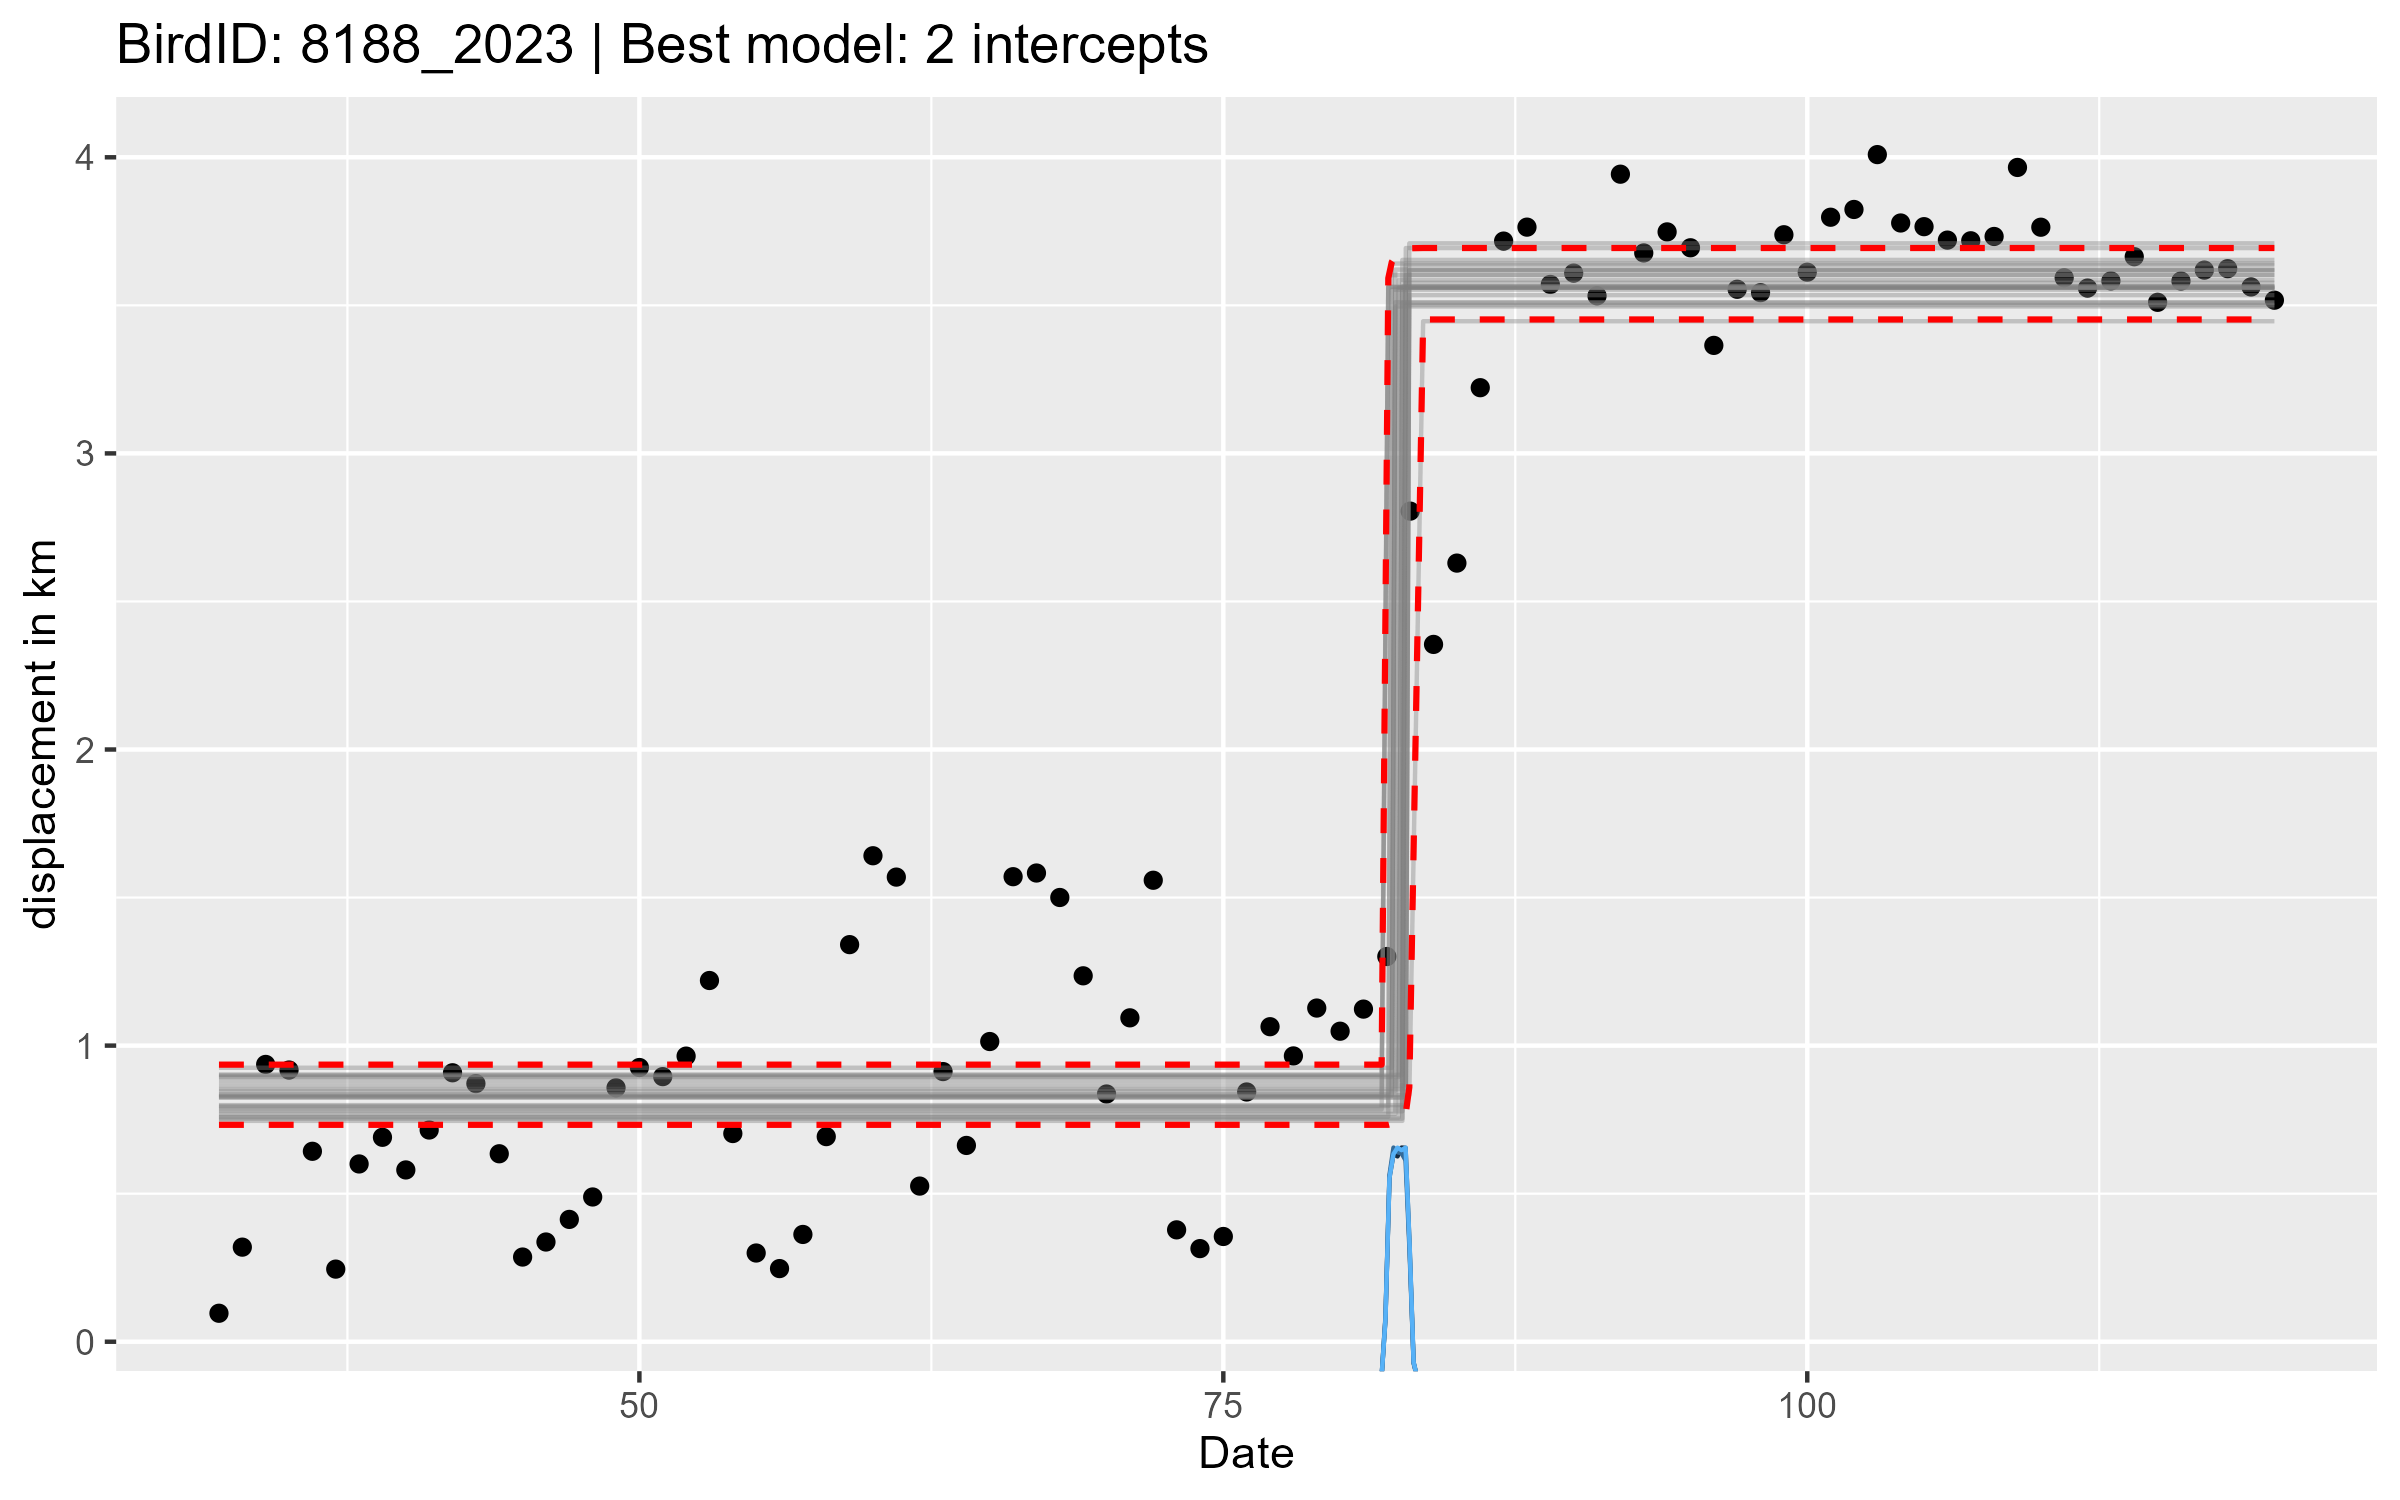 BirdID: 8188_2023 | Best model: 2 intercepts
4
3
2
1
0
displacement in km
50
75
100
Date